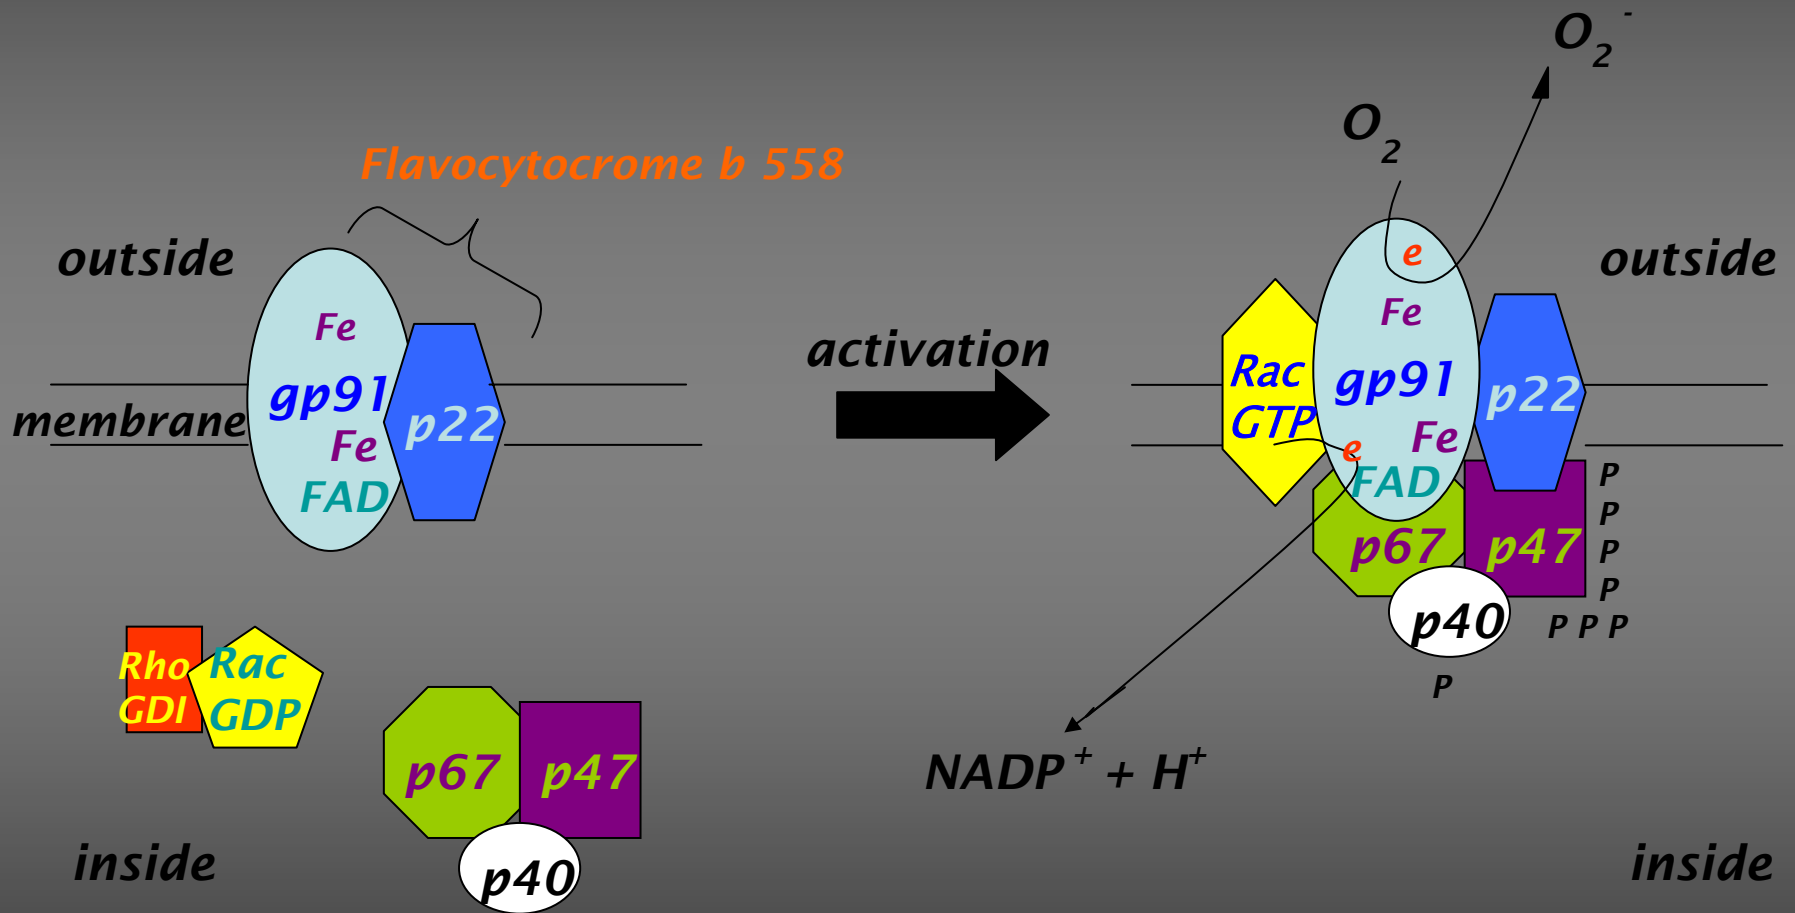 Flavocytocrome b 558
outside
Fe
gp91
Fe
FAD
p22
membrane
Rho
GDI
Rac
GDP
p67
p47
p40
inside
activation
O2
O2 -
outside
e
Fe
Rac
GTP
gp91
p22
e
Fe
FAD
p67
p47
p40
P
P
P
P
P P P
P
NADP+ + H+
inside